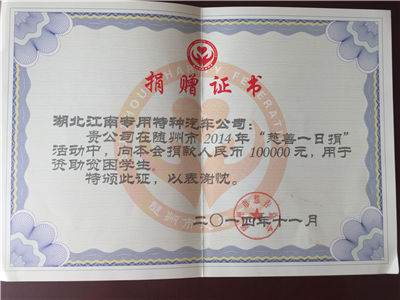 捐赠证书
湖北江南专用特种汽车公司：
贵公司在随州市2014年“慈善一日捐”
活动中，向本会捐款人民币100000元，用于
资助贫困学生。
特颁此证，以表谢忱。
二〇一四年十一月